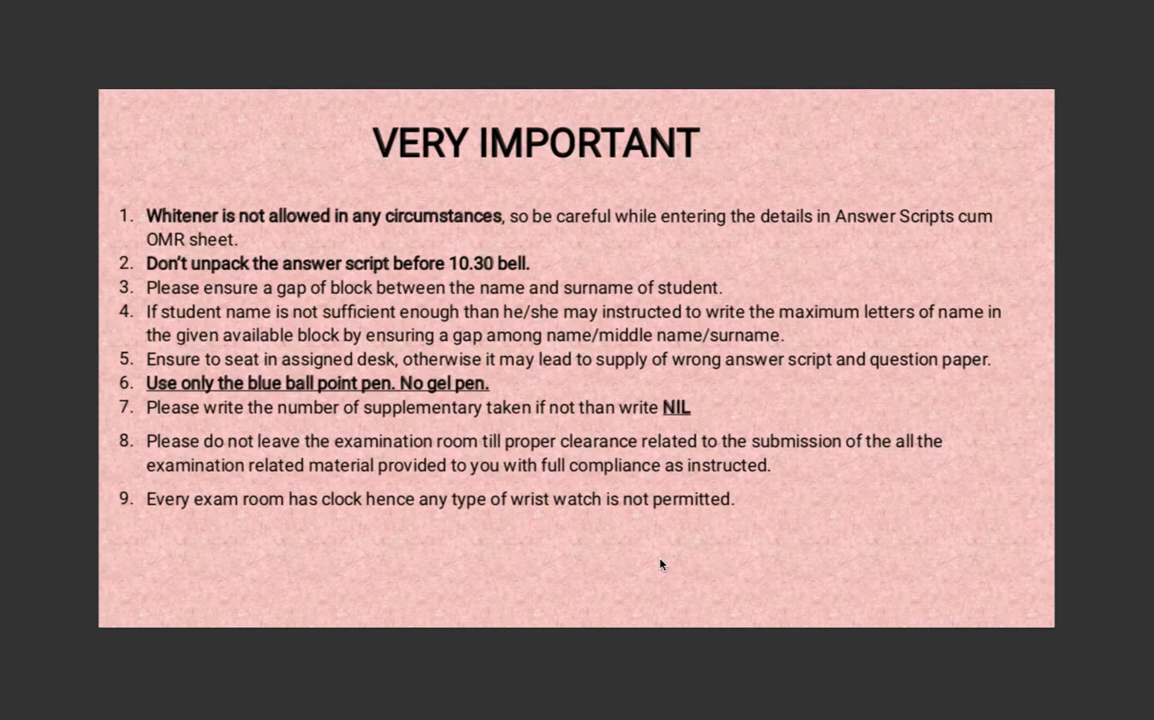 VERY IMPORTANT
1. Whitener is not allowed in any circumstances, so be careful while entering the details in Answer Scripts cum
OMR sheet.
2. Don't unpack the answer script before 10.30 bell.
3. Please ensure a gap of block between the name and surname of student.
4. If student name is not sufficient enough than he/she may instructed to write the maximum letters of name in
the given available block by ensuring a gap among name/middle name/surname.
5. Ensure to seat in assigned desk, otherwise it may lead to supply of wrong answer script and question paper.
6. Use only the blue ball point pen. No gel pen.
7. Please write the number of supplementary taken if not than write NIL
8. Please do not leave the examination room till proper clearance related to the submission of the all the
examination related material provided to you with full compliance as instructed.
9. Every exam room has clock hence any type of wrist watch is not permitted.